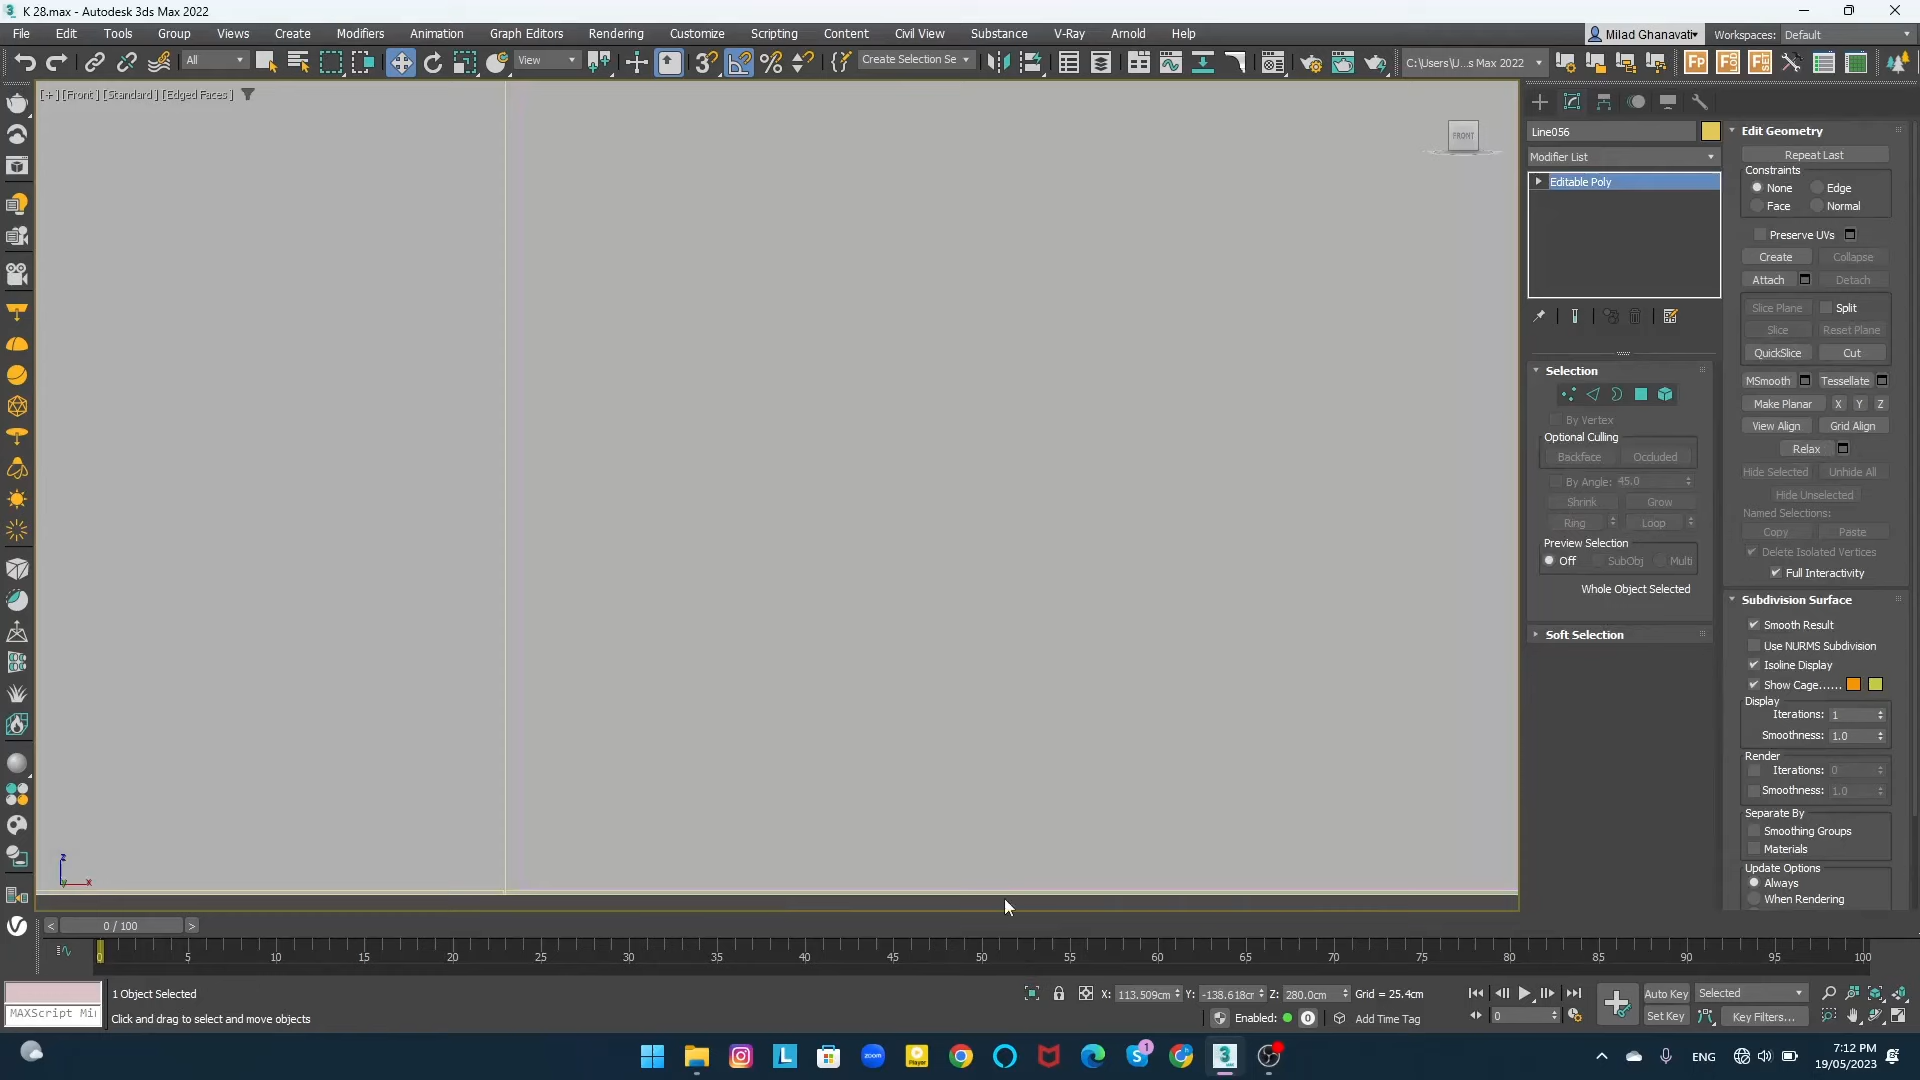 K 28.max - Autodesk 3ds Max 2022
File Edit Tools Group Views Create Modifiers Animation Graph Editors Rendering Customize Scripting Content Civil View Substance V-Ray Arnold Help
Milad Ghanavati Workspaces: Default
All View Create Selection Se C:\Users\U...s Max 2022
[+] [Front] [Standard] [Edged Faces]
FRONT
Line056
Modifier List
Editable Poly
Selection
By Vertex
Optional Culling
Backface Occluded
By Angle: 45.0
Shrink Grow
Ring Loop
Preview Selection
Off SubObj Multi
Whole Object Selected
Soft Selection
Edit Geometry
Repeat Last
Constraints
None Edge
Face Normal
Preserve UVs
Create Collapse
Attach Detach
Slice Plane Split
Slice Reset Plane
QuickSlice Cut
MSmooth Tessellate
Make Planar X Y Z
View Align Grid Align
Relax
Hide Selected Unhide All
Hide Unselected
Named Selections:
Copy Paste
Delete Isolated Vertices
Full Interactivity
Subdivision Surface
Smooth Result
Use NURMS Subdivision
Isoline Display
Show Cage......
Display
Iterations: 1
Smoothness: 1.0
Render
Iterations: 0
Smoothness: 1.0
Separate By
Smoothing Groups
Materials
Update Options
Always
When Rendering
z
y x
< 0 / 100 >
0 5 10 15 20 25 30 35 40 45 50 55 60 65 70 75 80 85 90 95 100
1 Object Selected X: 113.509cm Y: -138.618cm Z: 280.0cm Grid = 25.4cm Auto Key Selected
MAXScript Mi Click and drag to select and move objects Enabled: 0 Add Time Tag 0 Set Key Key Filters...
zoom Player 1 ENG 7:12 PM
19/05/2023